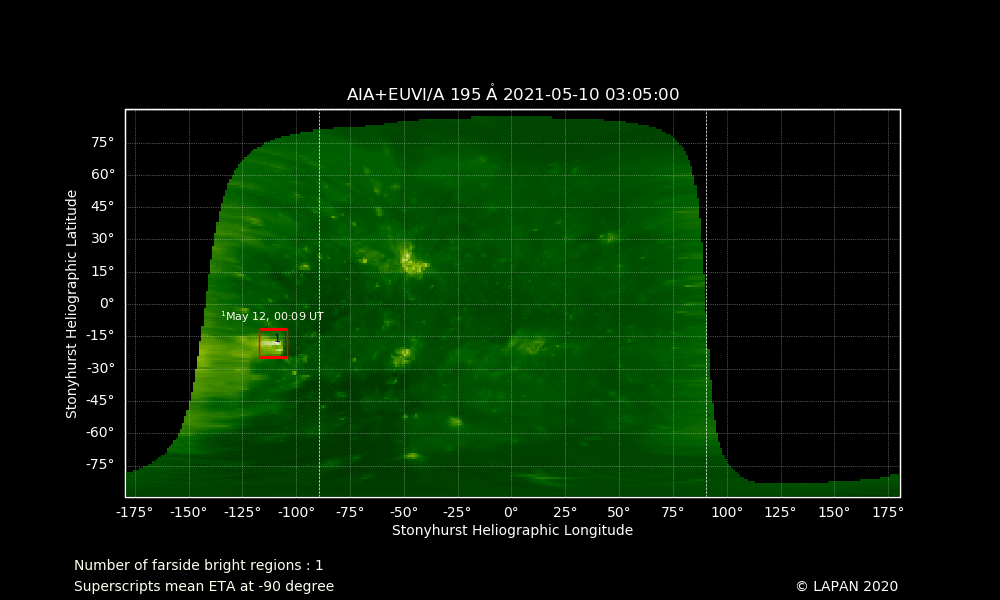 AIA+EUVI/A 195 Å 2021-05-10 03:05:00
75°
60°
45°
30°
15°
0°
-15°
-30°
-45°
-60°
-75°
Stonyhurst Heliographic Latitude
¹May 12, 00:09 UT
1
-175° -150° -125° -100° -75° -50° -25° 0° 25° 50° 75° 100° 125° 150° 175°
Stonyhurst Heliographic Longitude
Number of farside bright regions : 1
Superscripts mean ETA at -90 degree
© LAPAN 2020